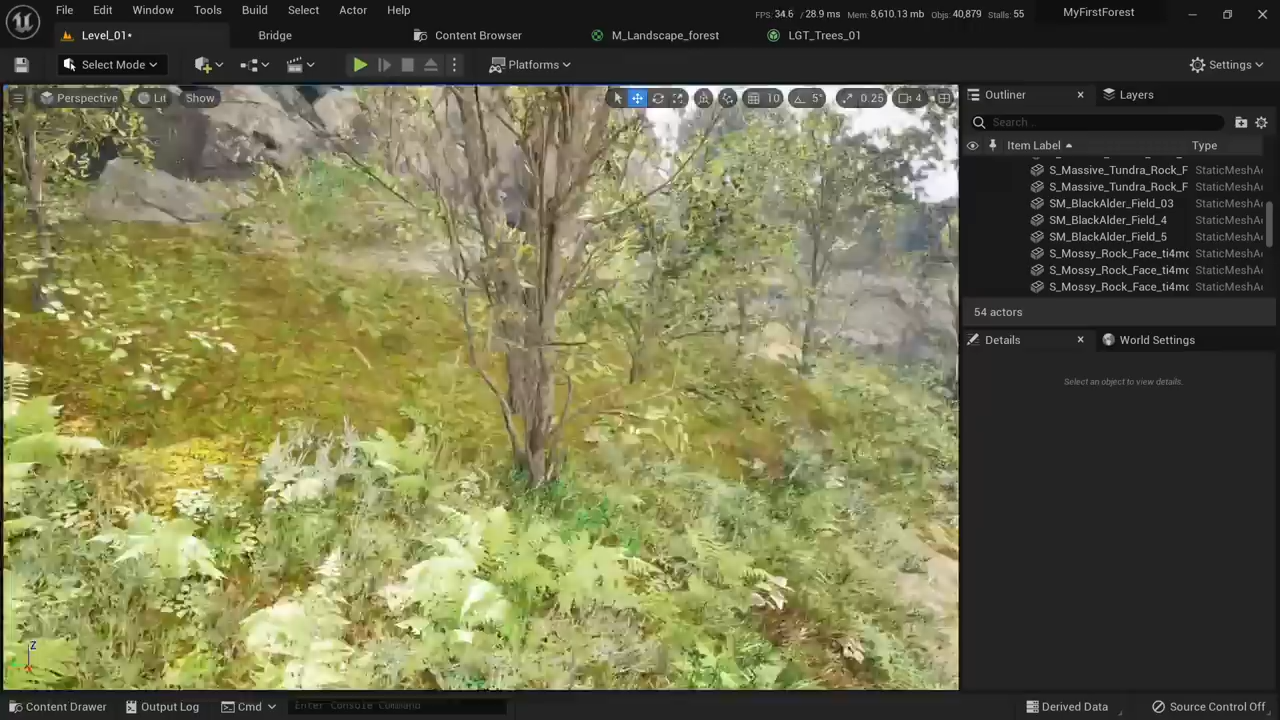 File Edit Window Tools Build Select Actor Help
FPS: 34.6 / 28.9 ms Mem: 8,610.13 mb Objs: 40,879 Stalls: 55
MyFirstForest
Level_01•
Bridge
Content Browser
M_Landscape_forest
LGT_Trees_01
Select Mode
Platforms
Settings
Perspective
Lit
Show
10
5°
0.25
4
Outliner
Layers
Search...
Item Label
Type
S_Massive_Tundra_Rock_F StaticMeshAc
S_Massive_Tundra_Rock_F StaticMeshAc
SM_BlackAlder_Field_03 StaticMeshAc
SM_BlackAlder_Field_4 StaticMeshAc
SM_BlackAlder_Field_5 StaticMeshAc
S_Mossy_Rock_Face_ti4mc StaticMeshAc
S_Mossy_Rock_Face_ti4mc StaticMeshAc
S_Mossy_Rock_Face_ti4mc StaticMeshAc
54 actors
Details
World Settings
Select an object to view details.
Z
Content Drawer
Output Log
Cmd
Enter Console Command
Derived Data
Source Control Off